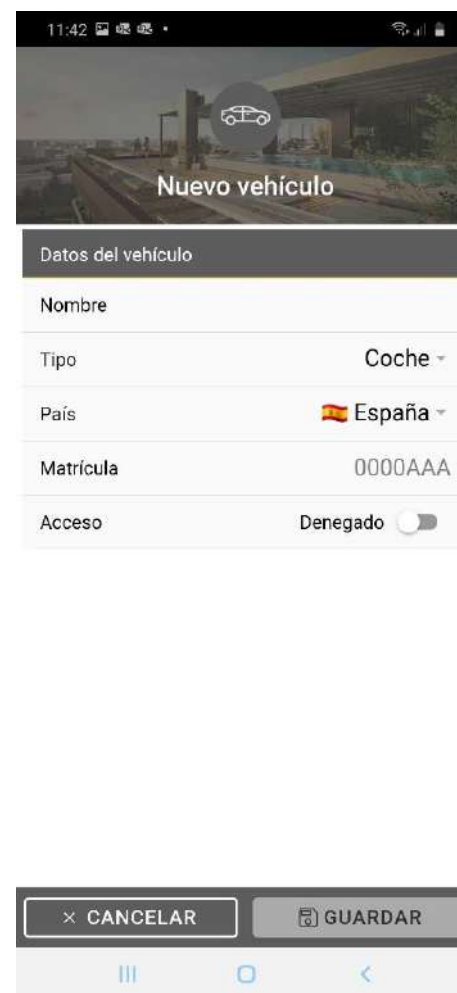 11:42
Nuevo vehículo
Datos del vehículo
Nombre
Tipo Coche
País España
Matrícula 0000AAA
Acceso Denegado
× CANCELAR GUARDAR